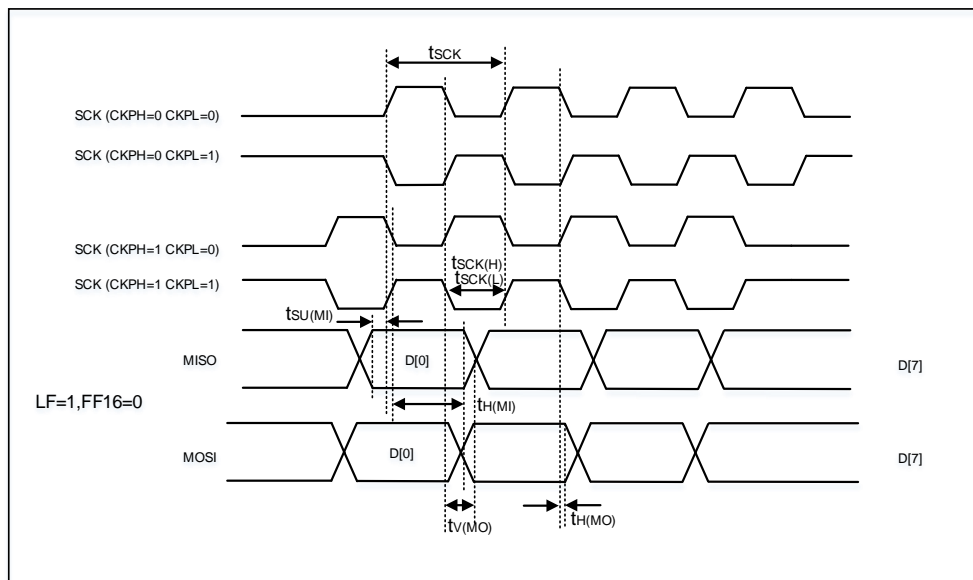 tSCK
SCK (CKPH=0 CKPL=0)
SCK (CKPH=0 CKPL=1)
SCK (CKPH=1 CKPL=0)
tSCK(H)
tSCK(L)
SCK (CKPH=1 CKPL=1)
tSU(MI)
MISO
D[0]
D[7]
LF=1,FF16=0
tH(MI)
MOSI
D[0]
D[7]
tV(MO)
tH(MO)